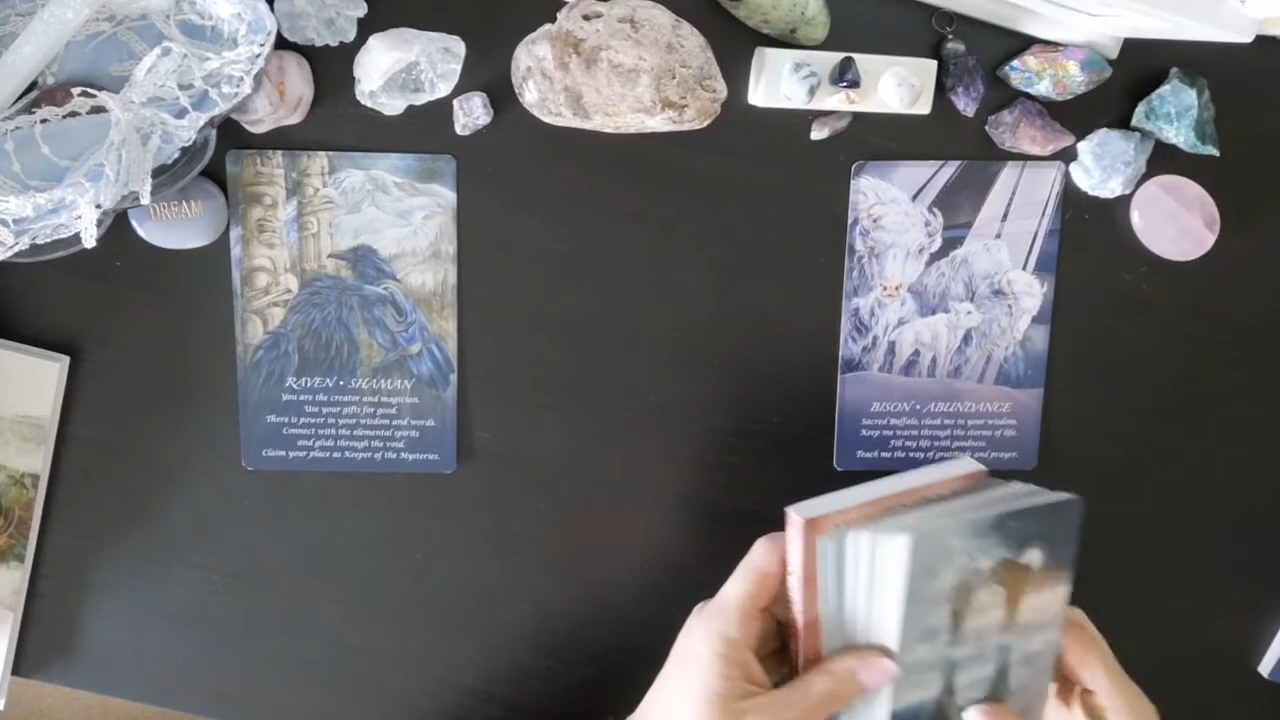 DREAM
RAVEN • SHAMAN
You are the creator and magician.
Use your gifts for good.
There is power in your wisdom and words.
Connect with the elemental spirits
and glide through the void.
Claim your place as Keeper of the Mysteries.
BISON • ABUNDANCE
Sacred Buffalo, cloak me in your wisdom.
Keep me warm through the storms of life.
Fill my life with goodness.
Teach me the way of gratitude and prayer.